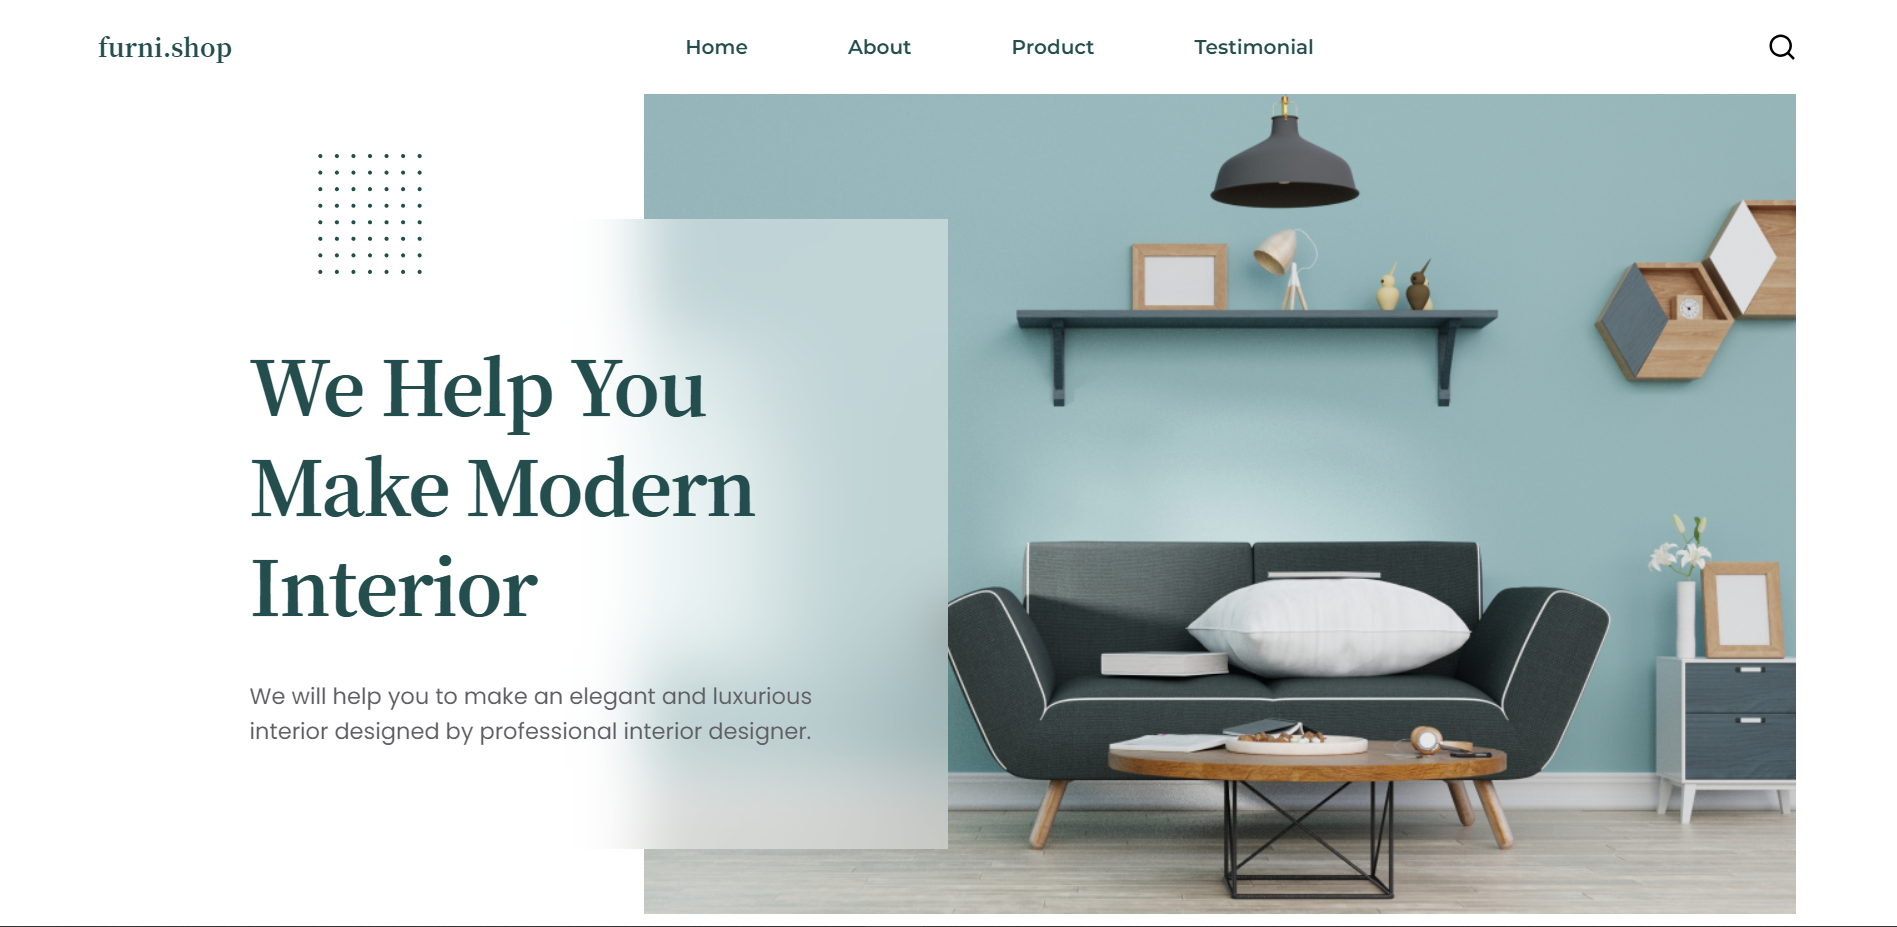 furni.shop
Home About Product Testimonial
We Help You
Make Modern
Interior
We will help you to make an elegant and luxurious
interior designed by professional interior designer.